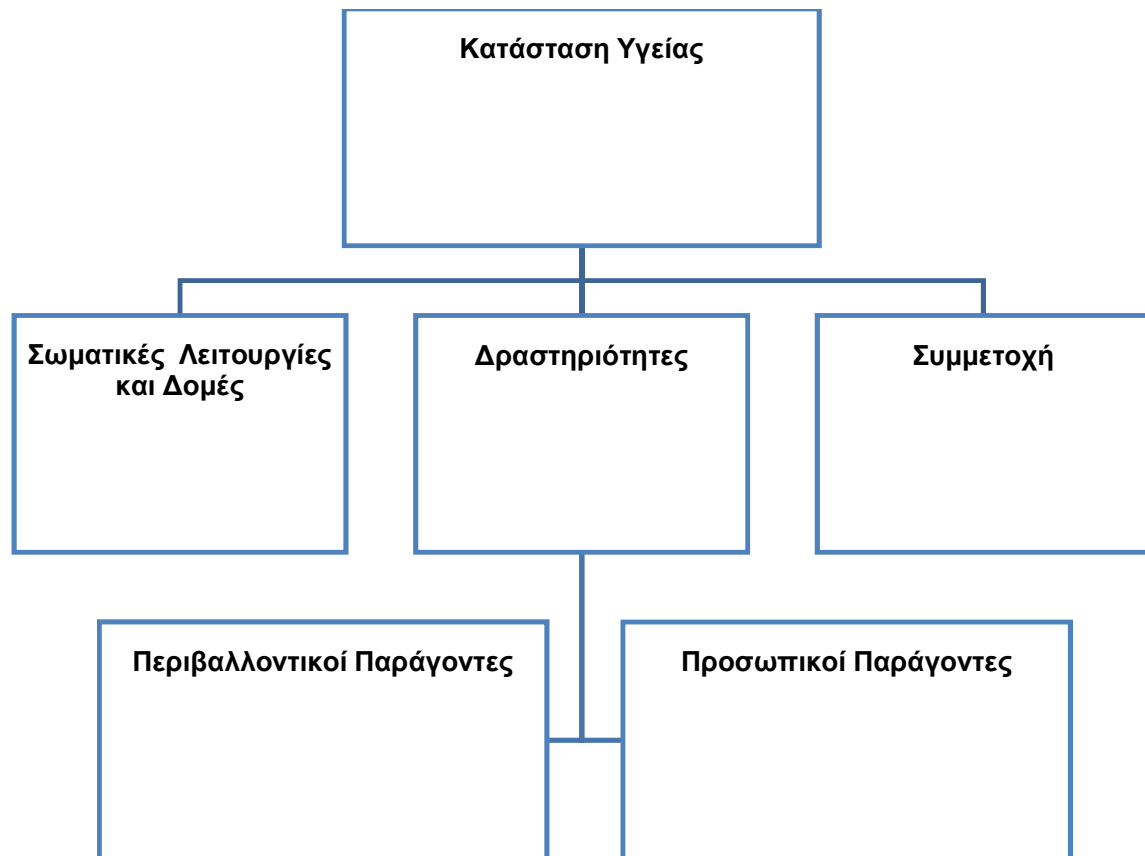 Κατάσταση Υγείας
Σωματικές Λειτουργίες
και Δομές
Δραστηριότητες
Συμμετοχή
Περιβαλλοντικοί Παράγοντες
Προσωπικοί Παράγοντες